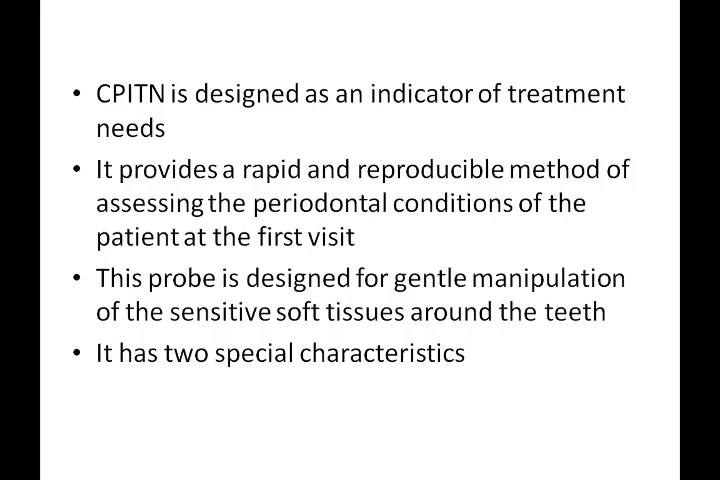 • CPITN is designed as an indicator of treatment
needs
• It provides a rapid and reproducible method of
assessing the periodontal conditions of the
patient at the first visit
• This probe is designed for gentle manipulation
of the sensitive soft tissues around the teeth
• It has two special characteristics